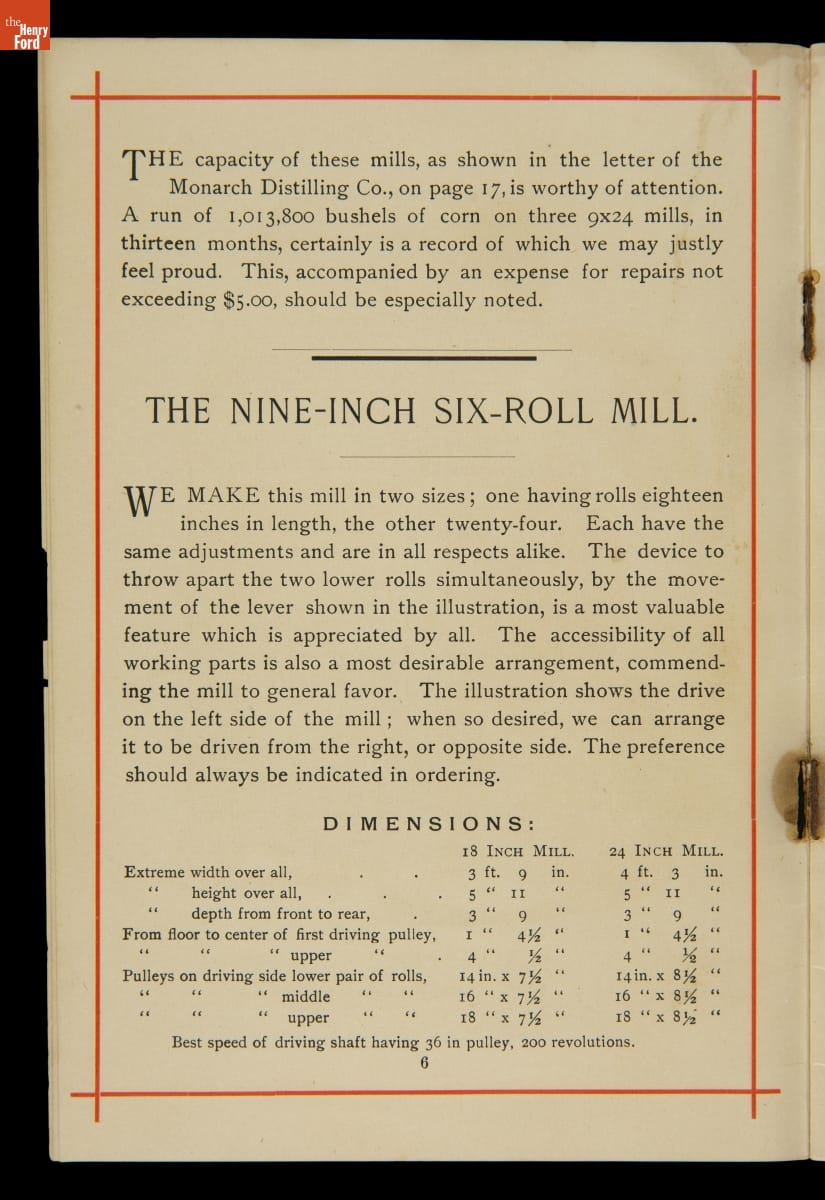 the
Henry
Ford
THE capacity of these mills, as shown in the letter of the
Monarch Distilling Co., on page 17, is worthy of attention.
A run of 1,013,800 bushels of corn on three 9x24 mills, in
thirteen months, certainly is a record of which we may justly
feel proud. This, accompanied by an expense for repairs not
exceeding $5.00, should be especially noted.
THE NINE-INCH SIX-ROLL MILL.
WE MAKE this mill in two sizes; one having rolls eighteen
inches in length, the other twenty-four. Each have the
same adjustments and are in all respects alike. The device to
throw apart the two lower rolls simultaneously, by the move-
ment of the lever shown in the illustration, is a most valuable
feature which is appreciated by all. The accessibility of all
working parts is also a most desirable arrangement, commend-
ing the mill to general favor. The illustration shows the drive
on the left side of the mill; when so desired, we can arrange
it to be driven from the right, or opposite side. The preference
should always be indicated in ordering.
DIMENSIONS:
18 INCH MILL. 24 INCH MILL.
Extreme width over all, . . 3 ft. 9 in. 4 ft. 3 in.
“ height over all, . . . 5 “ 11 “ 5 “ 11 “
“ depth from front to rear, . 3 “ 9 “ 3 “ 9 “
From floor to center of first driving pulley, 1 “ 4½ “ 1 “ 4½ “
“ “ “ upper “ . 4 “ ½ “ 4 “ ½ “
Pulleys on driving side lower pair of rolls, 14 in. x 7½ “ 14 in. x 8½ “
“ “ “ middle “ “ 16 “ x 7½ “ 16 “ x 8½ “
“ “ “ upper “ “ 18 “ x 7½ “ 18 “ x 8½ “
Best speed of driving shaft having 36 in pulley, 200 revolutions.
6